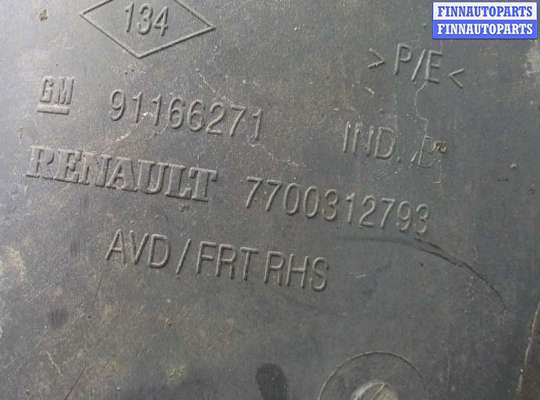 FINNAUTOPARTS
FINNAUTOPARTS
134
>P/E<
GM 91166271 IND.
RENAULT 7700312793
AVD/FRT RHS